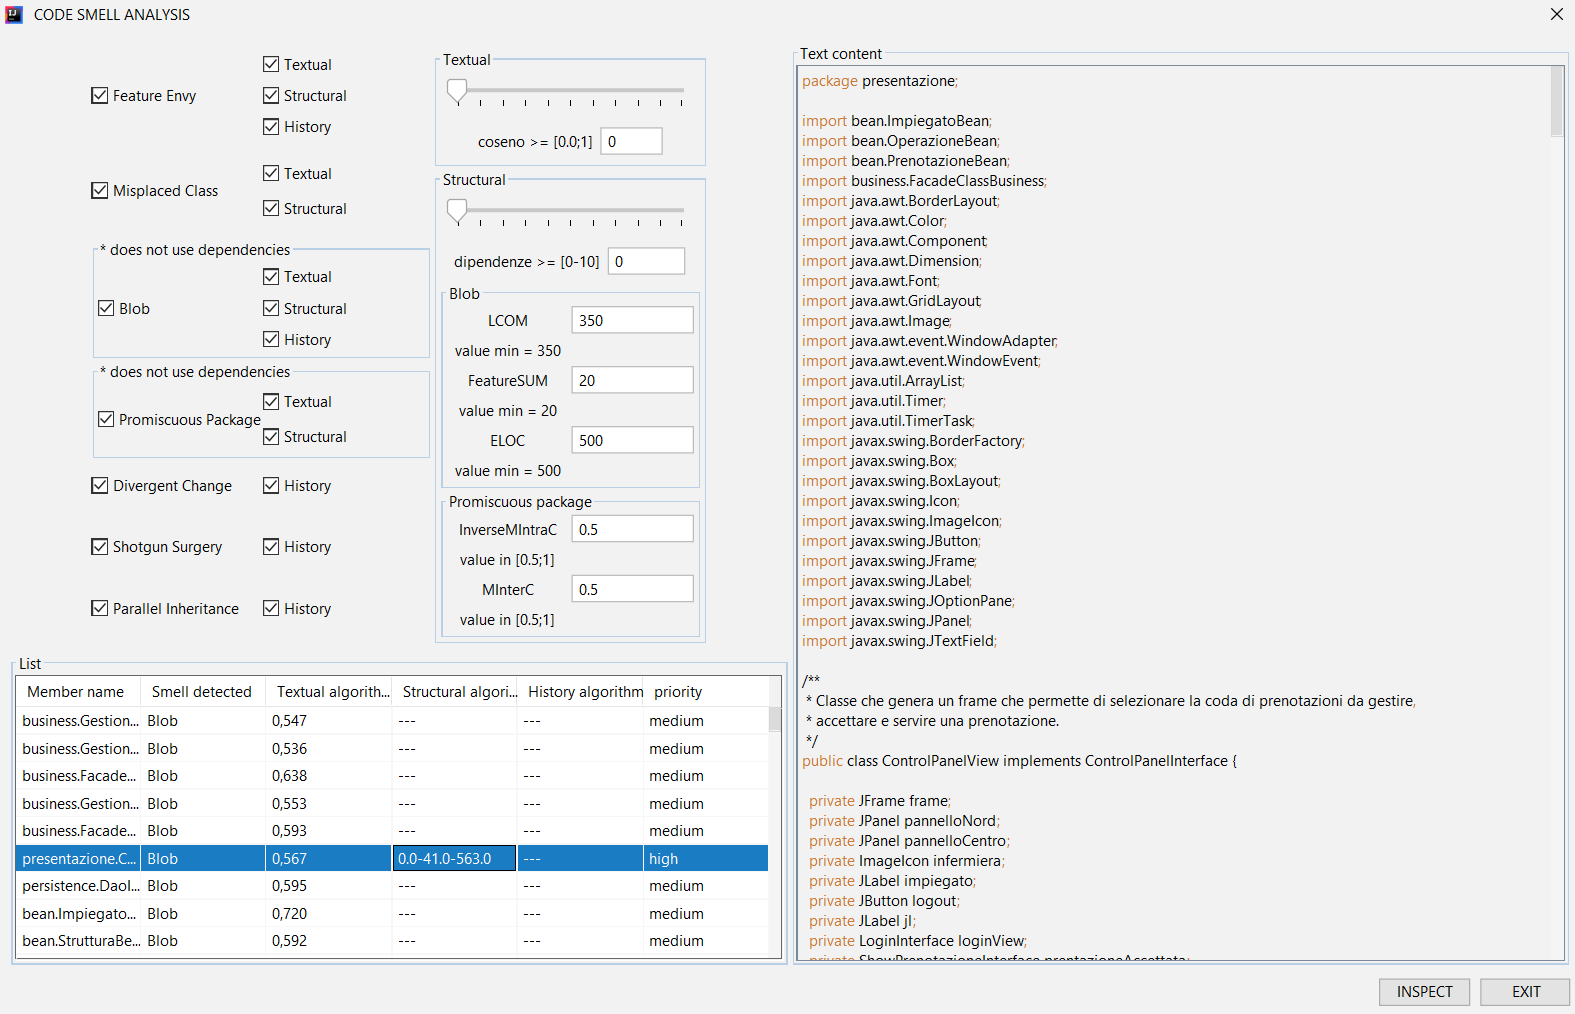 CODE SMELL ANALYSIS
Feature Envy
Textual
Structural
History
Misplaced Class
Textual
Structural
* does not use dependencies
Blob
Textual
Structural
History
* does not use dependencies
Promiscuous Package
Textual
Structural
Divergent Change
History
Shotgun Surgery
History
Parallel Inheritance
History
Textual
coseno >= [0.0;1] 0
Structural
dipendenze >= [0-10] 0
Blob
LCOM 350
value min = 350
FeatureSUM 20
value min = 20
ELOC 500
value min = 500
Promiscuous package
InverseMIntraC 0.5
value in [0.5;1]
MInterC 0.5
value in [0.5;1]
List
Member name Smell detected Textual algorith... Structural algori... History algorithm priority
business.Gestion... Blob 0,547 --- --- medium
business.Gestion... Blob 0,536 --- --- medium
business.Facade... Blob 0,638 --- --- medium
business.Gestion... Blob 0,553 --- --- medium
business.Facade... Blob 0,593 --- --- medium
presentazione.C... Blob 0,567 0.0-41.0-563.0 --- high
persistence.DaoI... Blob 0,595 --- --- medium
bean.Impiegato... Blob 0,720 --- --- medium
bean.StrutturaBe... Blob 0,592 --- --- medium
Text content
package presentazione;
import bean.ImpiegatoBean;
import bean.OperazioneBean;
import bean.PrenotazioneBean;
import business.FacadeClassBusiness;
import java.awt.BorderLayout;
import java.awt.Color;
import java.awt.Component;
import java.awt.Dimension;
import java.awt.Font;
import java.awt.GridLayout;
import java.awt.Image;
import java.awt.event.WindowAdapter;
import java.awt.event.WindowEvent;
import java.util.ArrayList;
import java.util.Timer;
import java.util.TimerTask;
import javax.swing.BorderFactory;
import javax.swing.Box;
import javax.swing.BoxLayout;
import javax.swing.Icon;
import javax.swing.ImageIcon;
import javax.swing.JButton;
import javax.swing.JFrame;
import javax.swing.JLabel;
import javax.swing.JOptionPane;
import javax.swing.JPanel;
import javax.swing.JTextField;
/**
* Classe che genera un frame che permette di selezionare la coda di prenotazioni da gestire,
* accettare e servire una prenotazione.
*/
public class ControlPanelView implements ControlPanelInterface {
private JFrame frame;
private JPanel pannelloNord;
private JPanel pannelloCentro;
private ImageIcon infermiera;
private JLabel impiegato;
private JButton logout;
private JLabel jl;
private LoginInterface loginView;
private ShowPrenotazioneInterface prentazioneAccettata;
INSPECT
EXIT